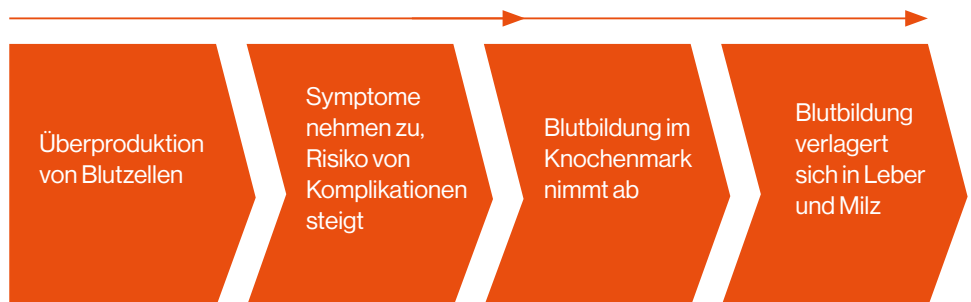 Überproduktion
von Blutzellen
Symptome
nehmen zu,
Risiko von
Komplikationen
steigt
Blutbildung im
Knochenmark
nimmt ab
Blutbildung
verlagert
sich in Leber
und Milz